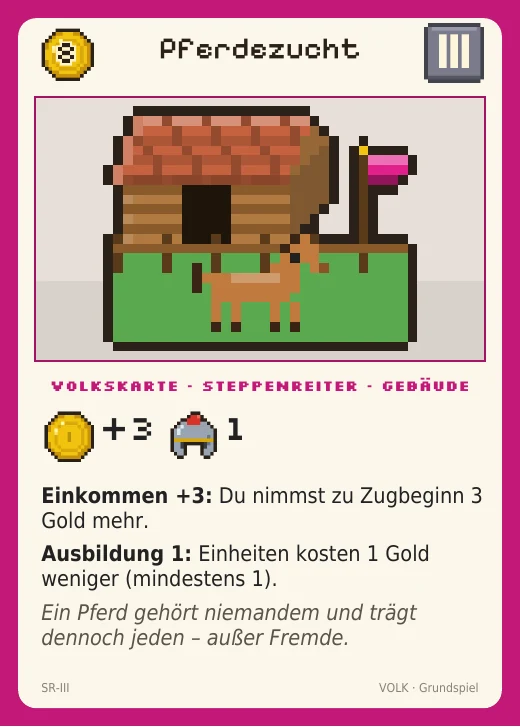 8
Pferdezucht
III
VOLKSKARTE - STEPPENREITER - GEBÄUDE
+3 1
Einkommen +3: Du nimmst zu Zugbeginn 3
Gold mehr.
Ausbildung 1: Einheiten kosten 1 Gold
weniger (mindestens 1).
Ein Pferd gehört niemandem und trägt
dennoch jeden – außer Fremde.
SR-III
VOLK · Grundspiel